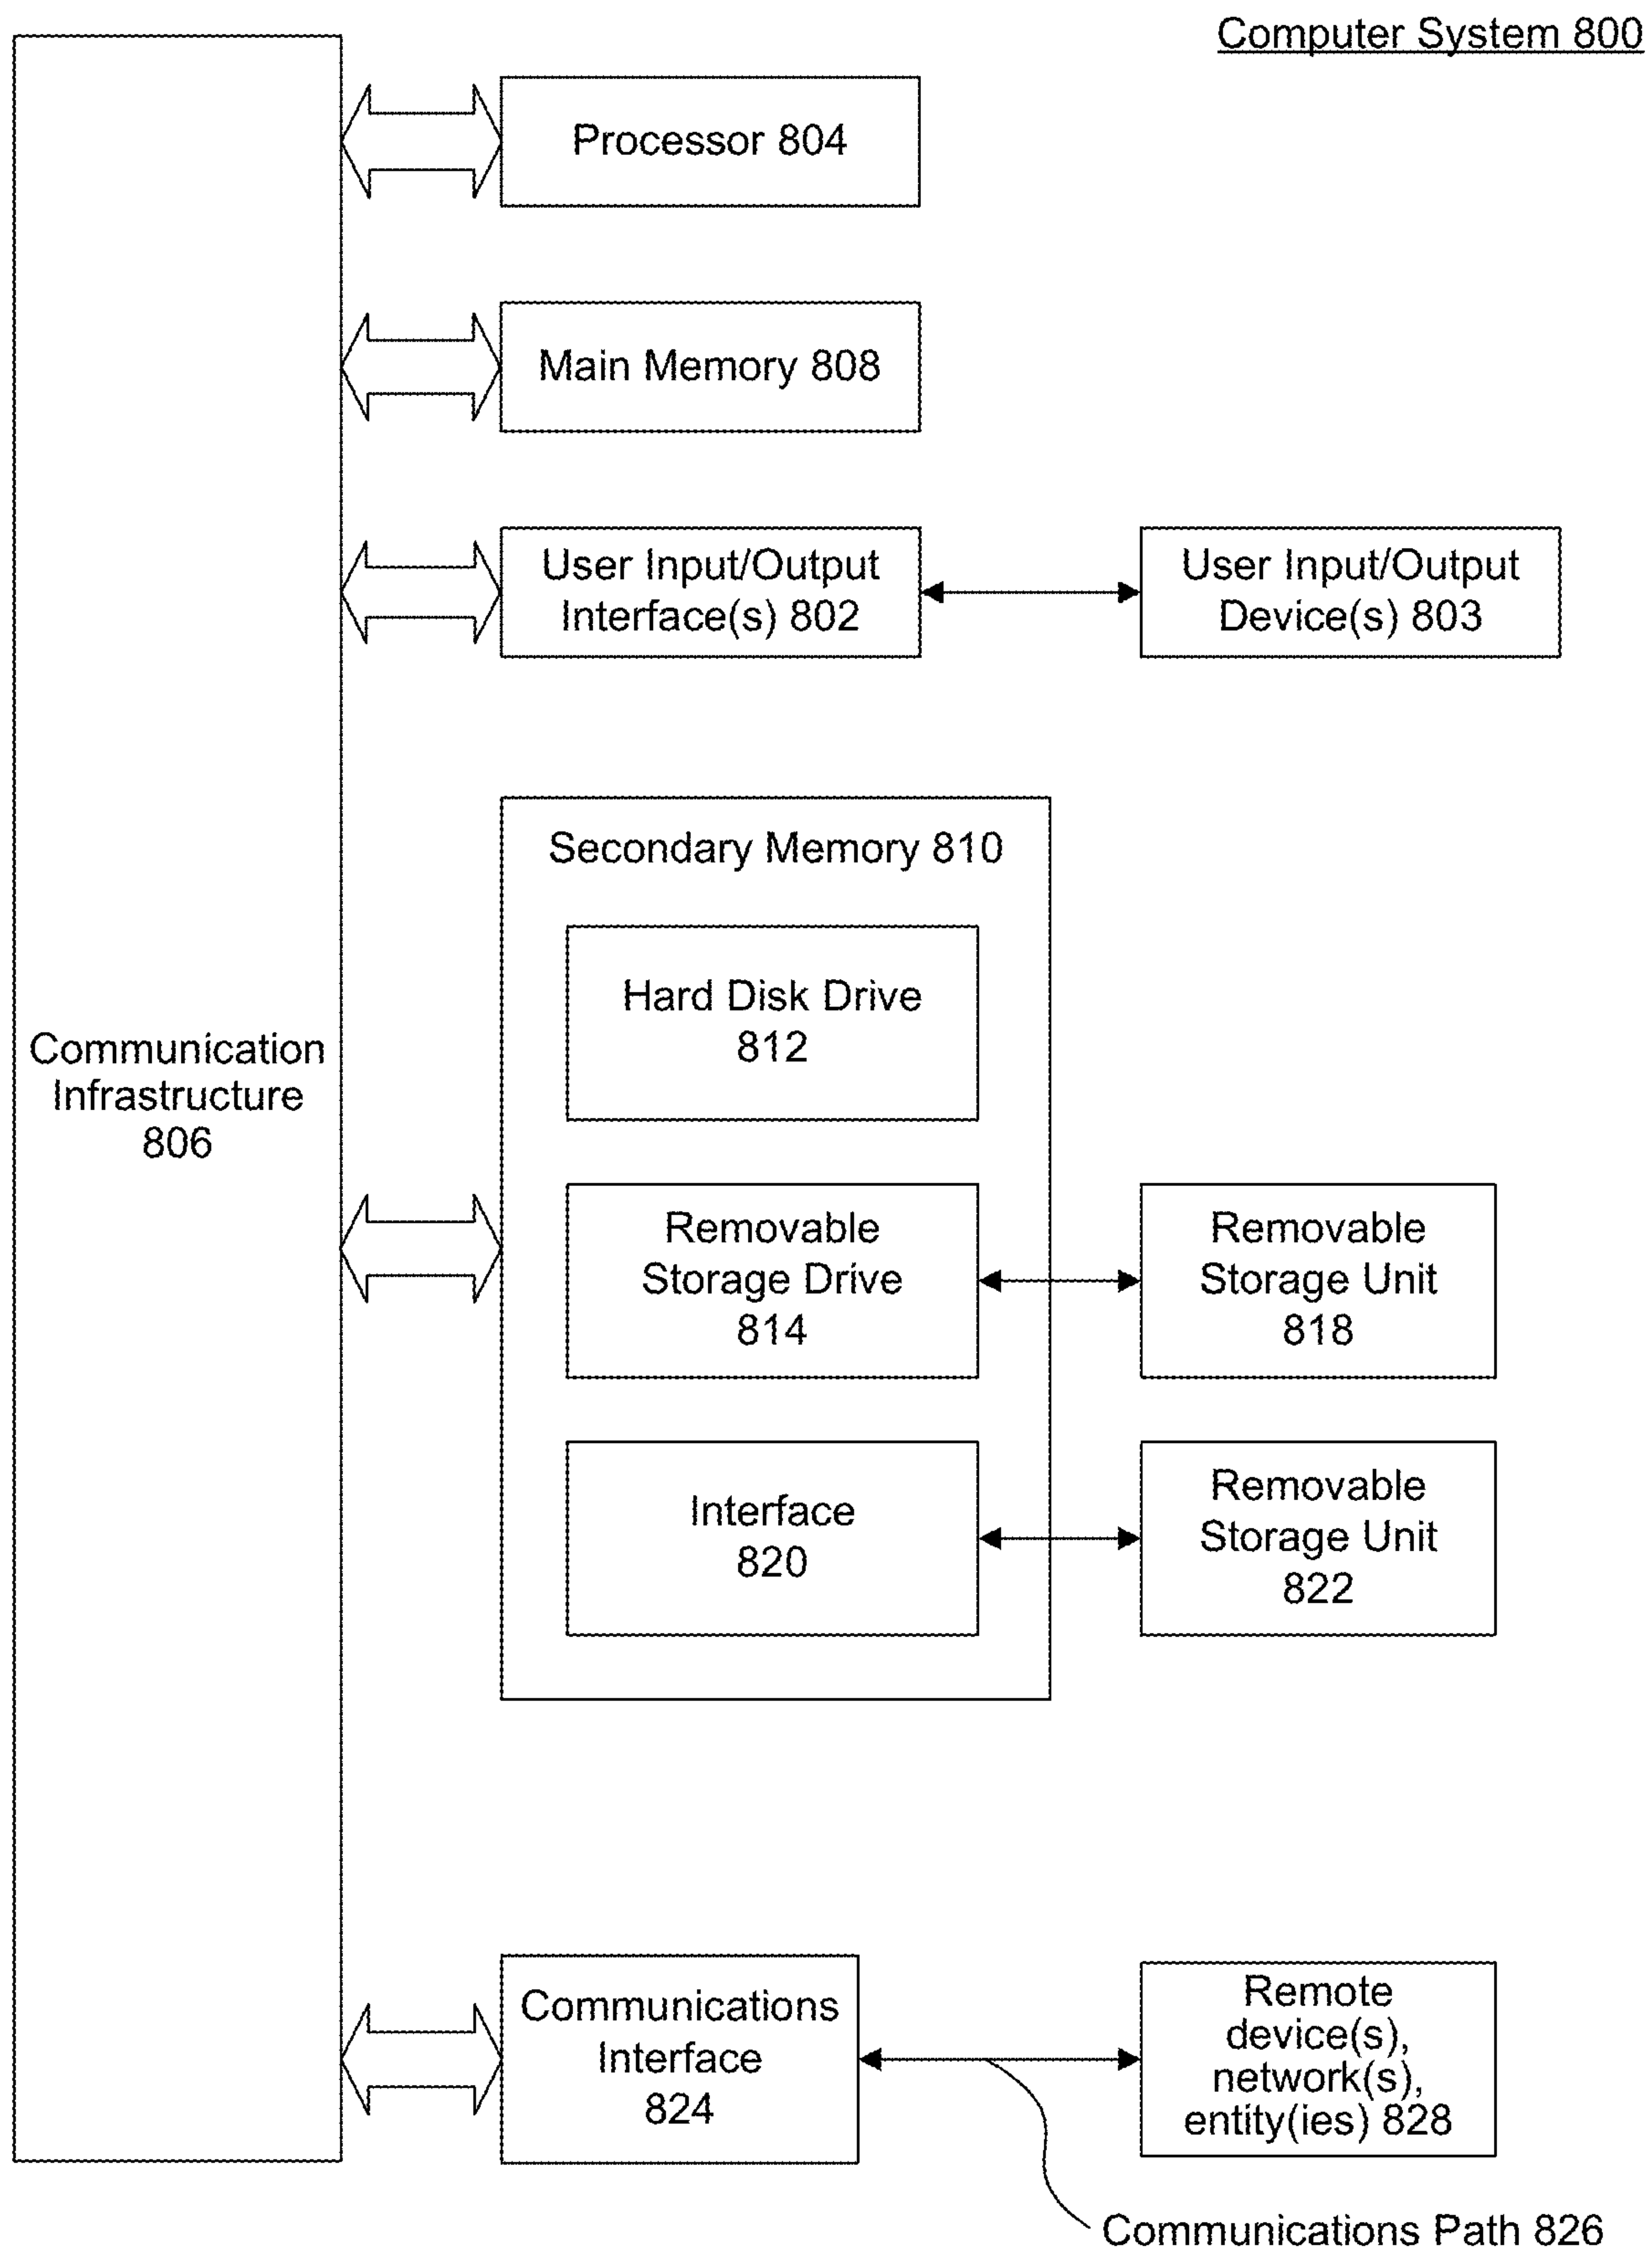 Computer System 800
Processor 804
Main Memory 808
User Input/Output
Interface(s) 802
User Input/Output
Device(s) 803
Secondary Memory 810
Hard Disk Drive
812
Communication
Infrastructure
806
Removable
Storage Drive
814
Removable
Storage Unit
818
Interface
820
Removable
Storage Unit
822
Communications
Interface
824
Remote
device(s),
network(s),
entity(ies) 828
Communications Path 826